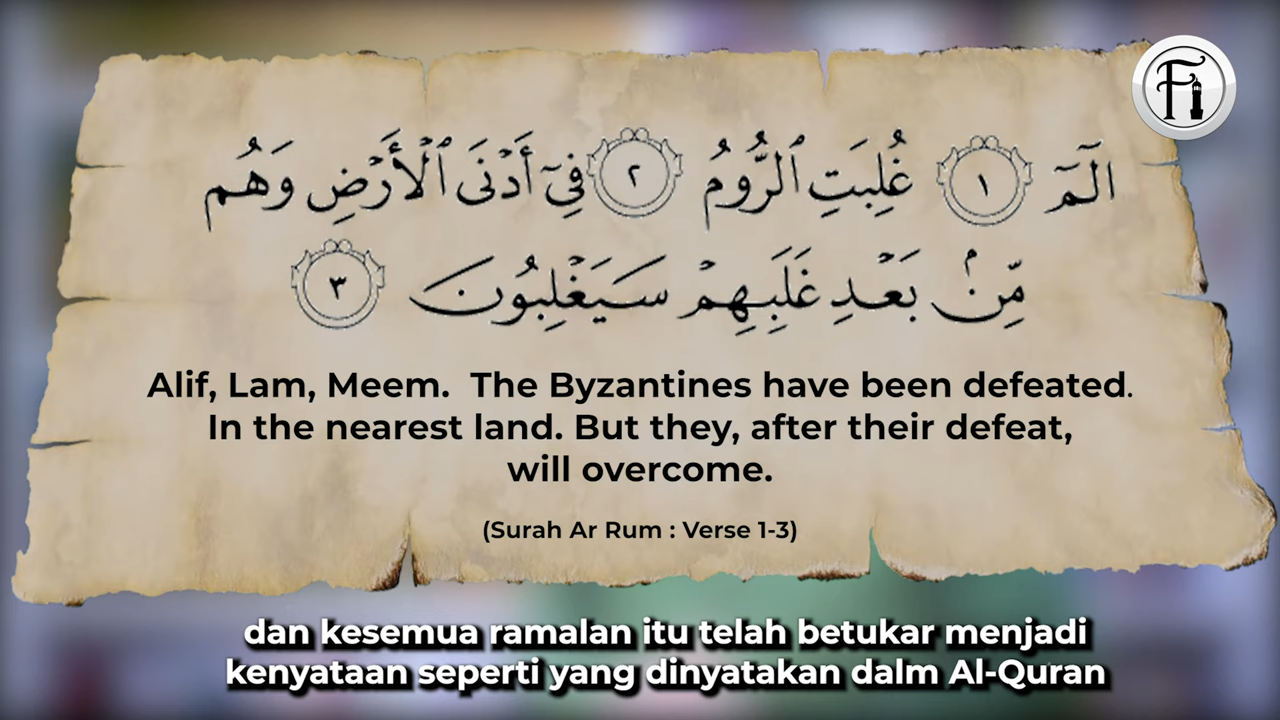 الٓمٓ ١ غُلِبَتِ ٱلرُّومُ ٢ فِىٓ أَدْنَى ٱلْأَرْضِ وَهُم
مِّنۢ بَعْدِ غَلَبِهِمْ سَيَغْلِبُونَ ٣
Alif, Lam, Meem. The Byzantines have been defeated.
In the nearest land. But they, after their defeat,
will overcome.
(Surah Ar Rum : Verse 1-3)
dan kesemua ramalan itu telah betukar menjadi
kenyataan seperti yang dinyatakan dalm Al-Quran